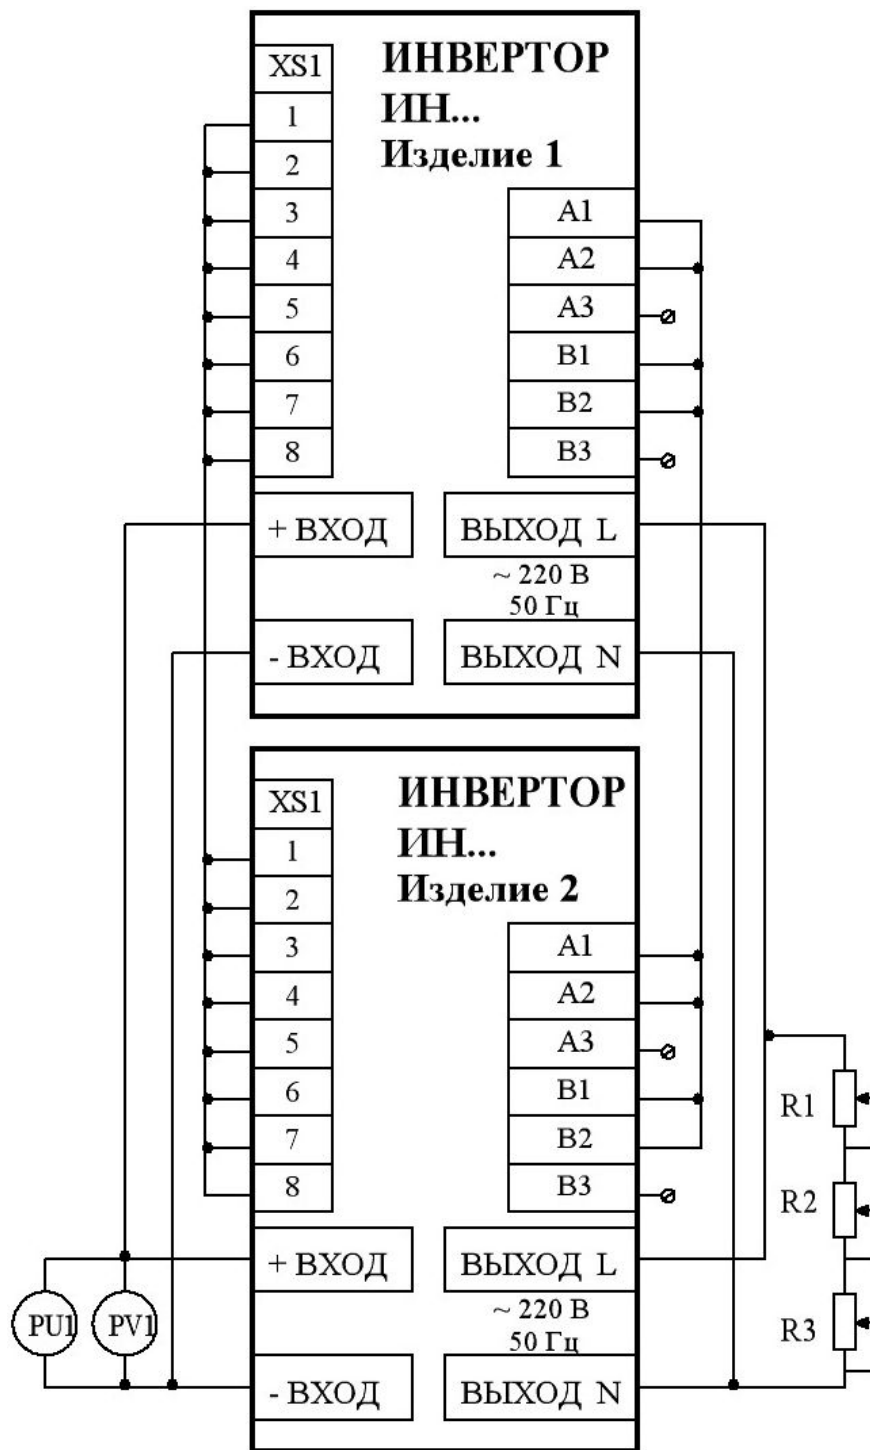 ИНВЕРТОР
ИН...
Изделие 1
XS1
1
2
3
4
5
6
7
8
A1
A2
A3
B1
B2
B3
+ ВХОД
ВЫХОД L
~ 220 В
50 Гц
- ВХОД
ВЫХОД N
ИНВЕРТОР
ИН...
Изделие 2
XS1
1
2
3
4
5
6
7
8
A1
A2
A3
B1
B2
B3
R1
R2
R3
+ ВХОД
ВЫХОД L
~ 220 В
50 Гц
PU1
PV1
- ВХОД
ВЫХОД N